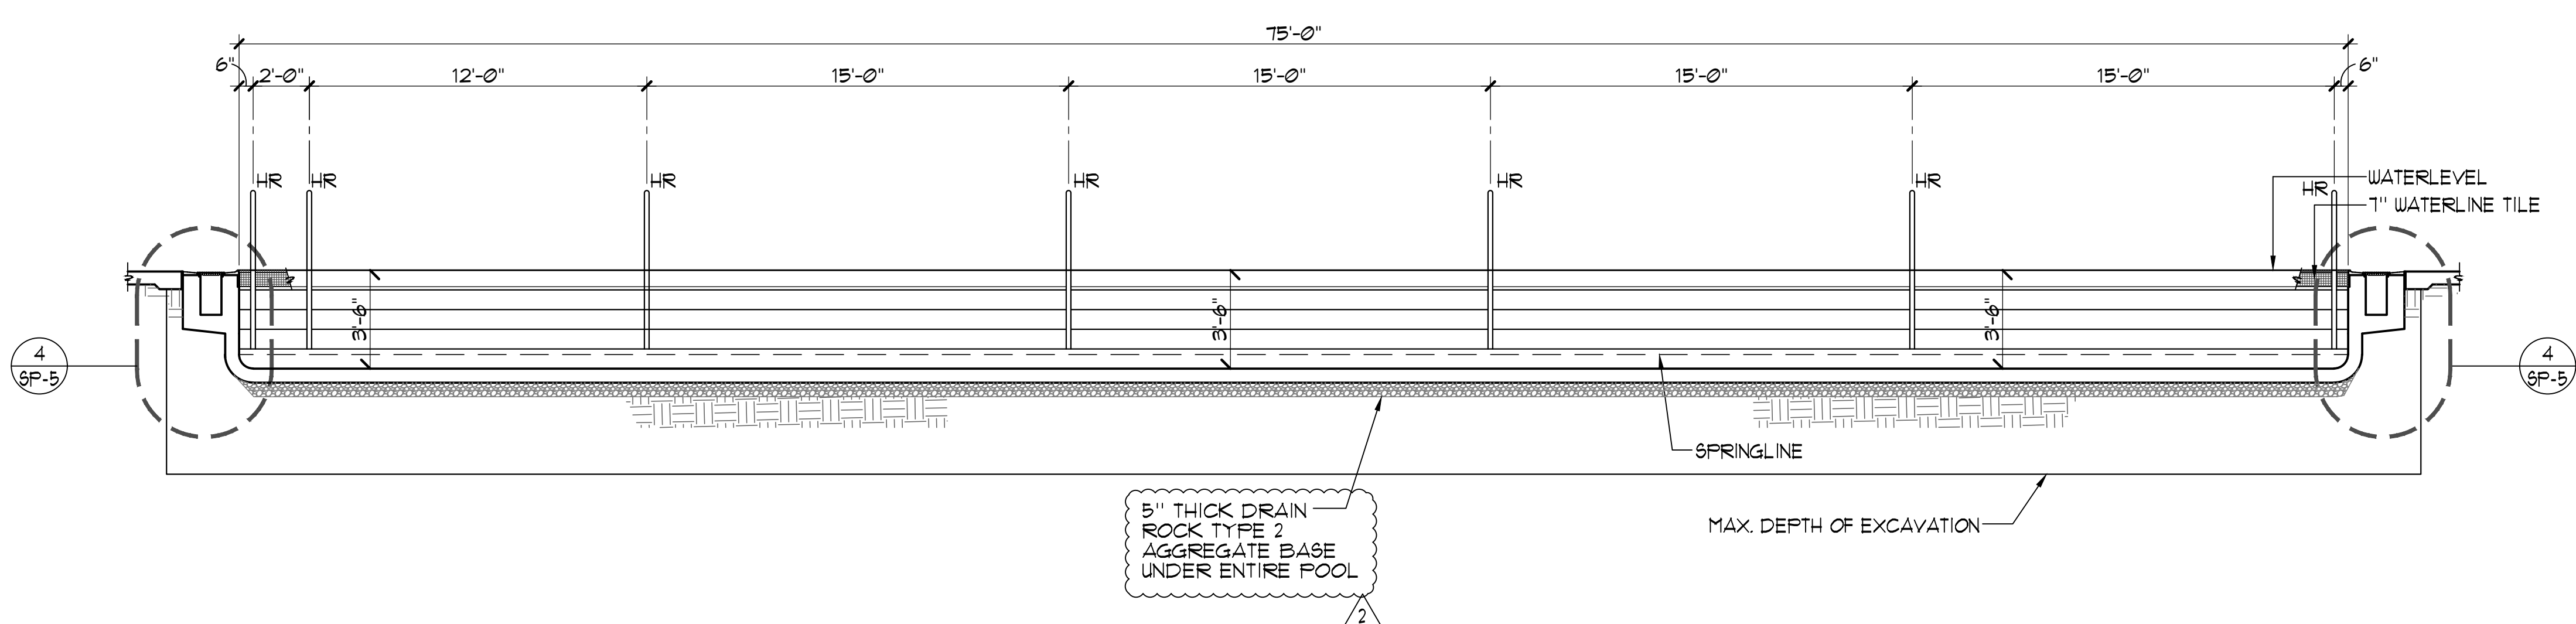 75'-0"
6" 2'-0" 12'-0" 15'-0" 15'-0" 15'-0" 15'-0" 6"
HR HR HR HR HR HR HR
WATERLEVEL
7" WATERLINE TILE
3'-6" 3'-6" 3'-6"
4
SP-5
4
SP-5
SPRINGLINE
5" THICK DRAIN
ROCK TYPE 2
AGGREGATE BASE
UNDER ENTIRE POOL
2
MAX. DEPTH OF EXCAVATION